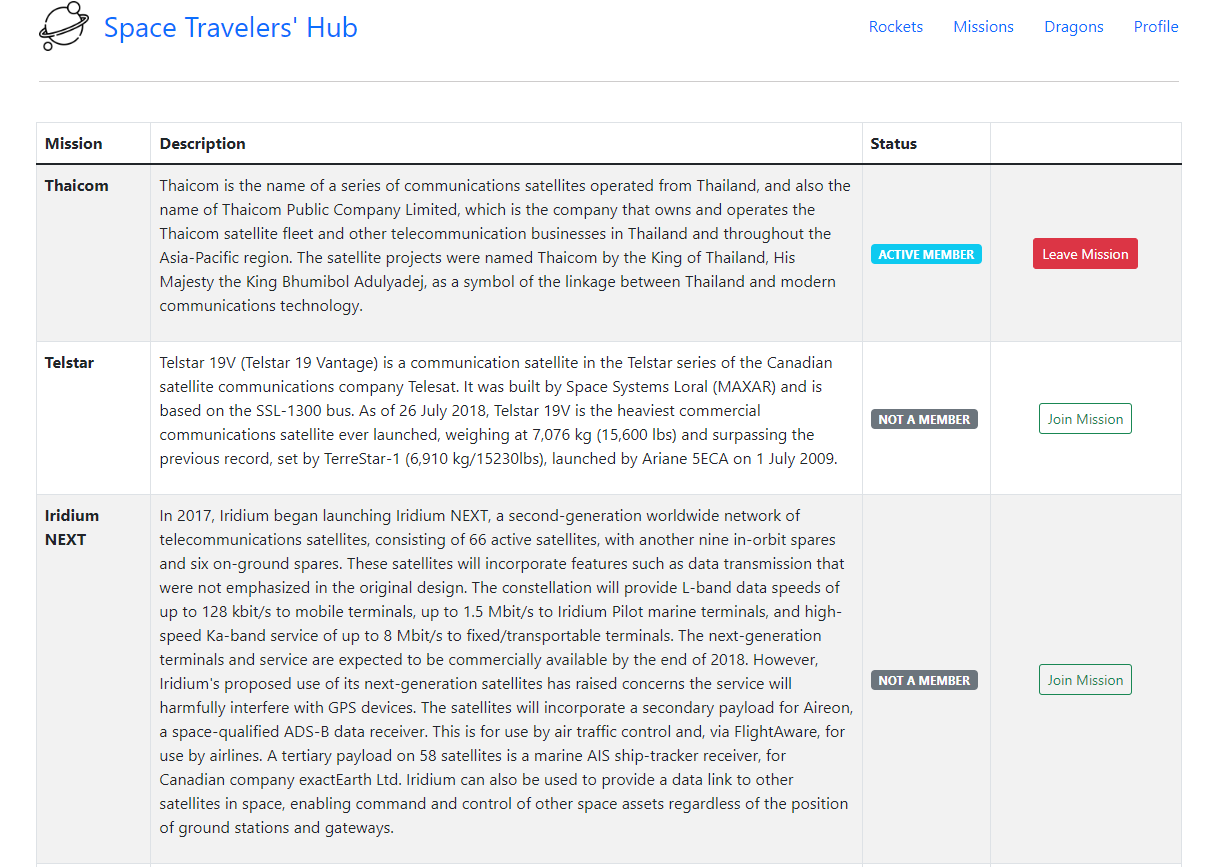 Space Travelers' Hub
Rockets Missions Dragons Profile
Mission Description Status
Thaicom
Thaicom is the name of a series of communications satellites operated from Thailand, and also the
name of Thaicom Public Company Limited, which is the company that owns and operates the
Thaicom satellite fleet and other telecommunication businesses in Thailand and throughout the
Asia-Pacific region. The satellite projects were named Thaicom by the King of Thailand, His
Majesty the King Bhumibol Adulyadej, as a symbol of the linkage between Thailand and modern
communications technology.
ACTIVE MEMBER
Leave Mission
Telstar
Telstar 19V (Telstar 19 Vantage) is a communication satellite in the Telstar series of the Canadian
satellite communications company Telesat. It was built by Space Systems Loral (MAXAR) and is
based on the SSL-1300 bus. As of 26 July 2018, Telstar 19V is the heaviest commercial
communications satellite ever launched, weighing at 7,076 kg (15,600 lbs) and surpassing the
previous record, set by TerreStar-1 (6,910 kg/15230lbs), launched by Ariane 5ECA on 1 July 2009.
NOT A MEMBER
Join Mission
Iridium
NEXT
In 2017, Iridium began launching Iridium NEXT, a second-generation worldwide network of
telecommunications satellites, consisting of 66 active satellites, with another nine in-orbit spares
and six on-ground spares. These satellites will incorporate features such as data transmission that
were not emphasized in the original design. The constellation will provide L-band data speeds of
up to 128 kbit/s to mobile terminals, up to 1.5 Mbit/s to Iridium Pilot marine terminals, and high-
speed Ka-band service of up to 8 Mbit/s to fixed/transportable terminals. The next-generation
terminals and service are expected to be commercially available by the end of 2018. However,
Iridium's proposed use of its next-generation satellites has raised concerns the service will
harmfully interfere with GPS devices. The satellites will incorporate a secondary payload for Aireon,
a space-qualified ADS-B data receiver. This is for use by air traffic control and, via FlightAware, for
use by airlines. A tertiary payload on 58 satellites is a marine AIS ship-tracker receiver, for
Canadian company exactEarth Ltd. Iridium can also be used to provide a data link to other
satellites in space, enabling command and control of other space assets regardless of the position
of ground stations and gateways.
NOT A MEMBER
Join Mission